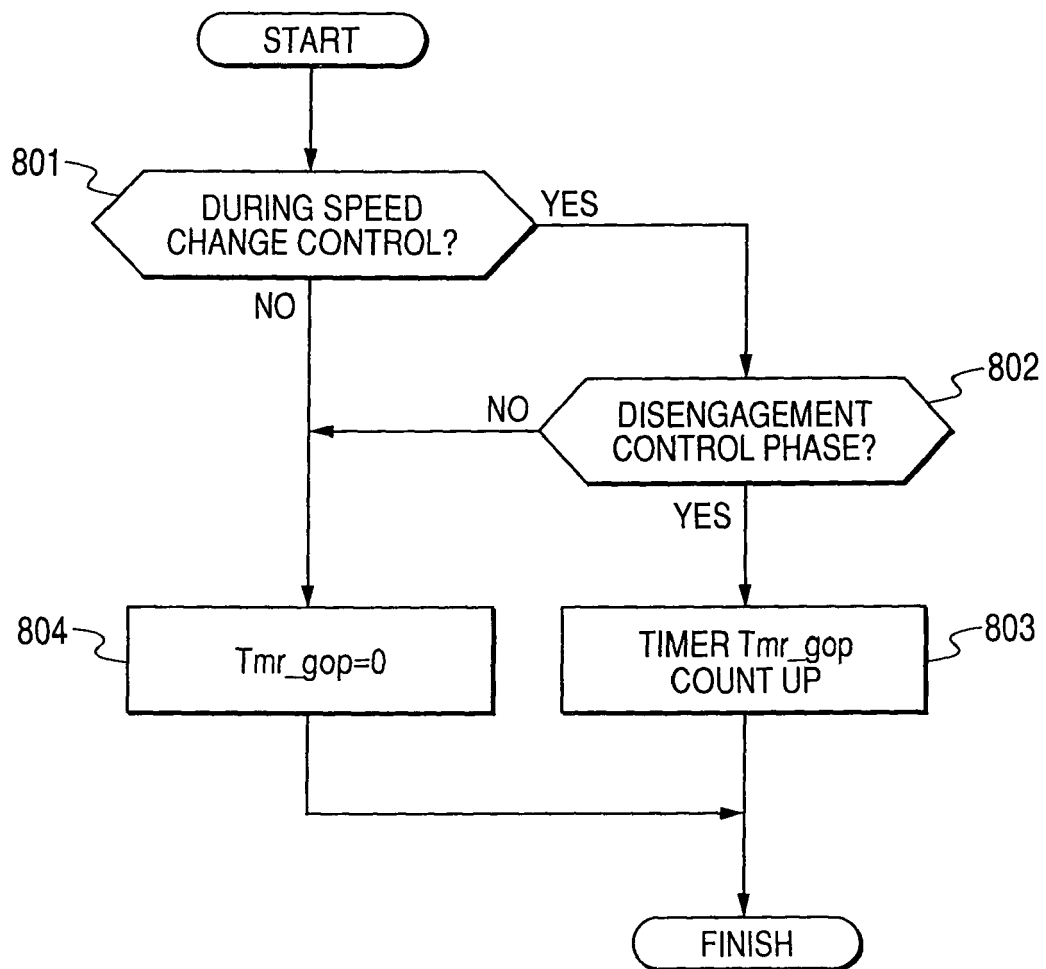 START
801
DURING SPEED
CHANGE CONTROL?
YES
NO
802
NO
DISENGAGEMENT
CONTROL PHASE?
YES
804
Tmr_gop=0
803
TIMER Tmr_gop
COUNT UP
FINISH